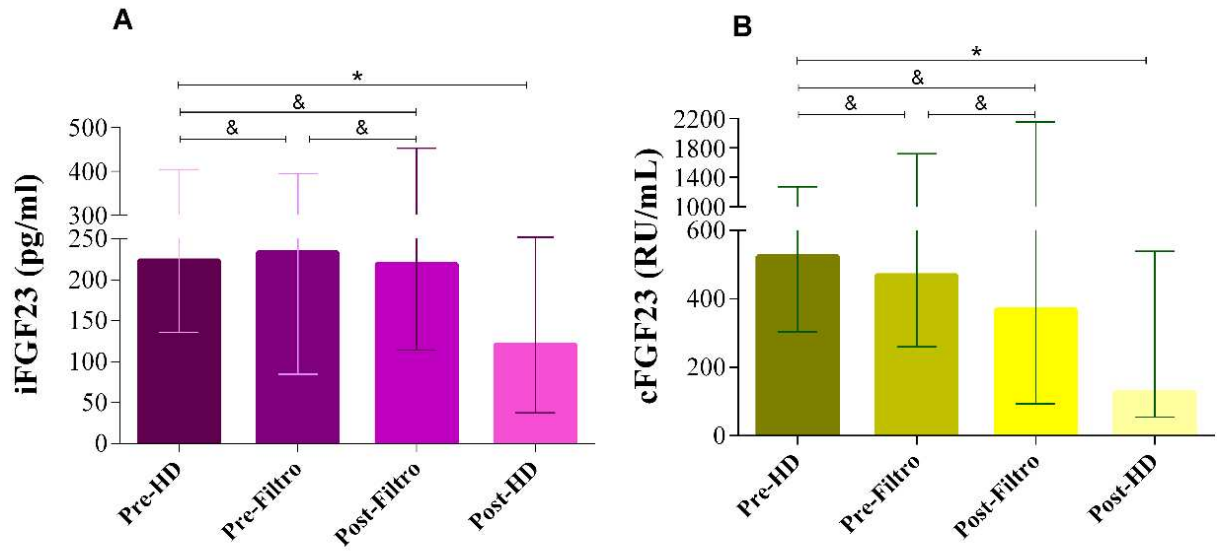 A
*
&
& &
500
400
300
250
200
150
100
50
0
iFGF23 (pg/ml)
Pre-HD
Pre-Filtro
Post-Filtro
Post-HD
B
*
&
& &
2200
1800
1400
1000
600
400
200
0
cFGF23 (RU/mL)
Pre-HD
Pre-Filtro
Post-Filtro
Post-HD